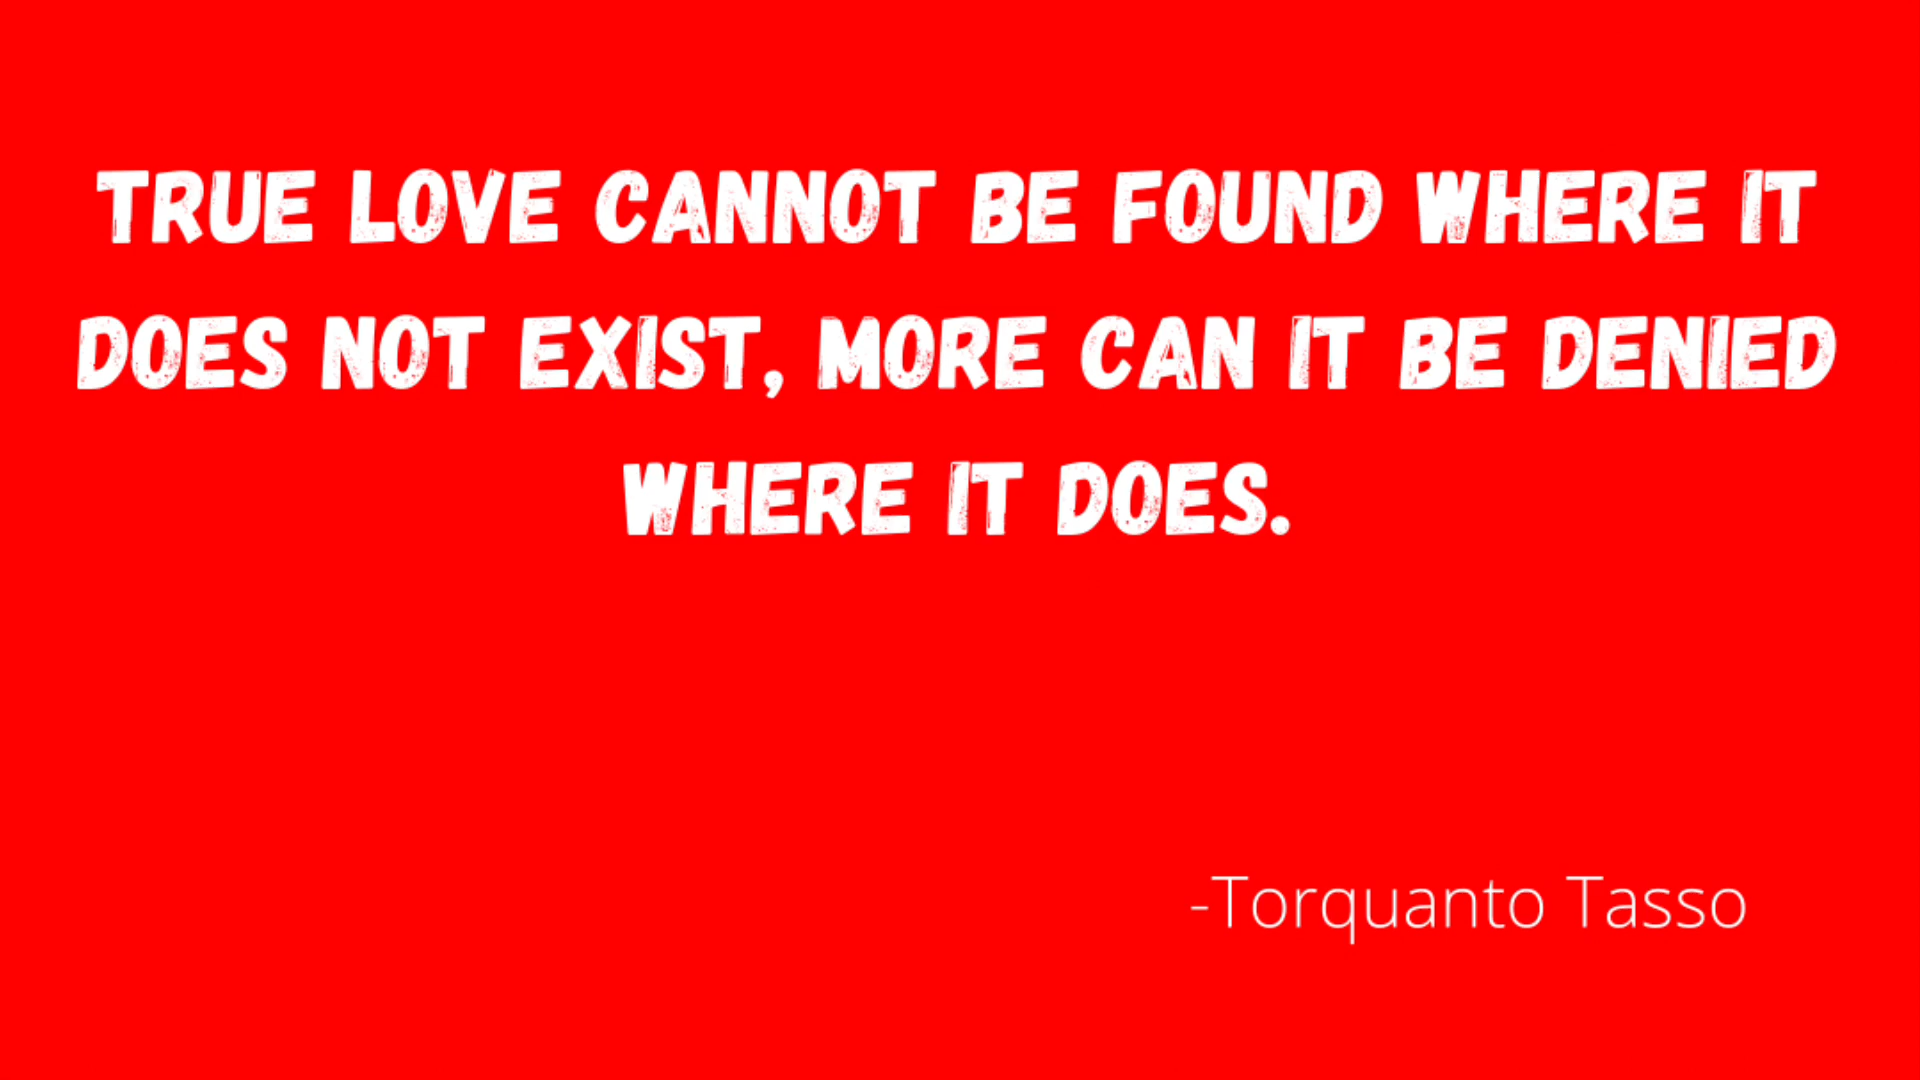 TRUE LOVE CANNOT BE FOUND WHERE IT
DOES NOT EXIST, MORE CAN IT BE DENIED
WHERE IT DOES.
-Torquanto Tasso